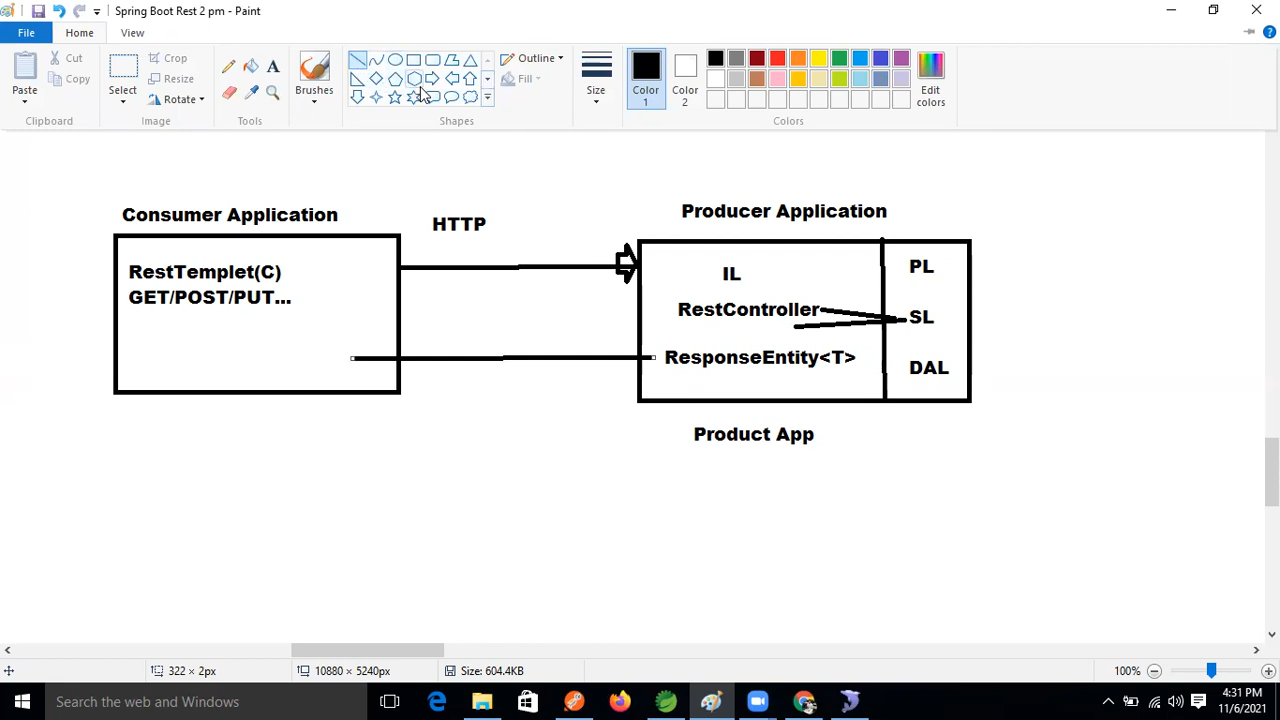 Spring Boot Rest 2 pm - Paint
File
Home
View
Paste
Cut
Copy
Clipboard
Select
Crop
Resize
Rotate
Image
Tools
Brushes
Outline
Fill
Shapes
Size
Color
1
Color
2
Edit
colors
Colors
Consumer Application
HTTP
Producer Application
RestTemplet(C)
GET/POST/PUT...
IL
RestController
ResponseEntity<T>
PL
SL
DAL
Product App
322 × 2px
10880 × 5240px
Size: 604.4KB
100%
Search the web and Windows
4:31 PM
11/6/2021